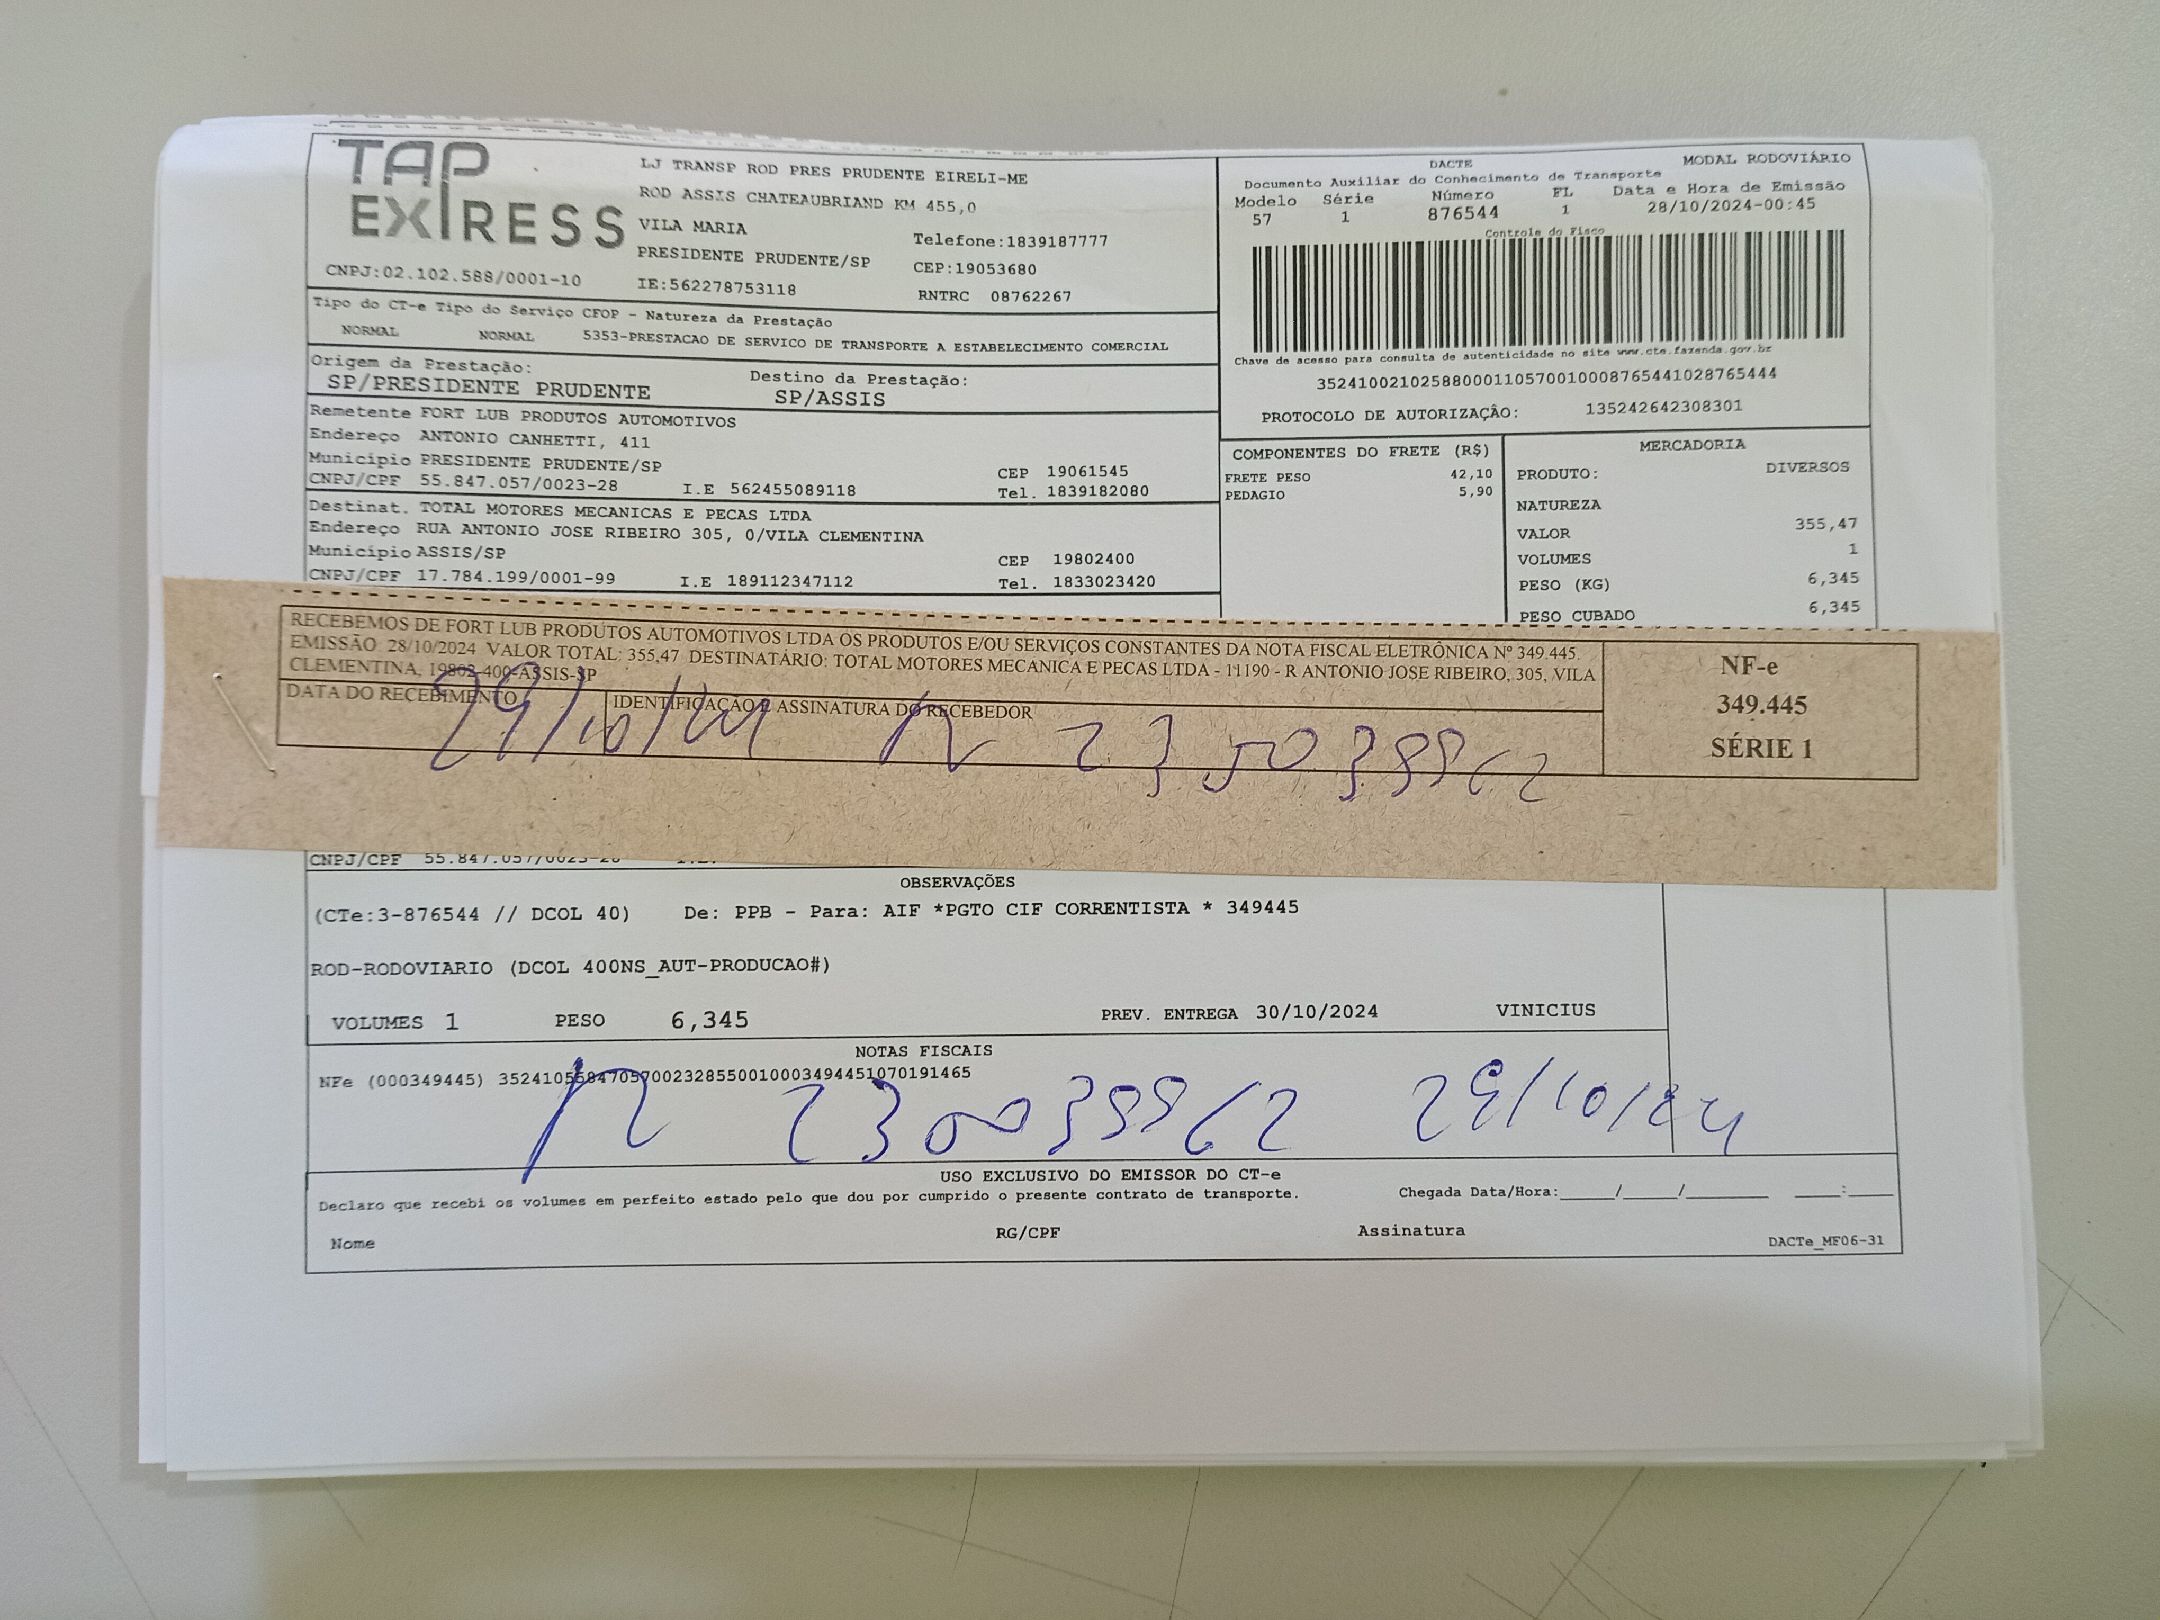 TAP EXPRESS
LJ TRANSP ROD PRES PRUDENTE EIRELI-ME
ROD ASSIS CHATEAUBRIAND KM 455,0
VILA MARIA
Telefone:1839187777
PRESIDENTE PRUDENTE/SP CEP:19053680
CNPJ:02.102.588/0001-10 IE:562278753118 RNTRC 08762267
DACTE MODAL RODOVIÁRIO
Documento Auxiliar do Conhecimento de Transporte
Modelo Série Número FL Data e Hora de Emissão
57 1 876544 1 28/10/2024-00:45
Controle do Fisco
Chave de acesso para consulta de autenticidade no site www.cte.fazenda.gov.br
35241002102588000110570010008765441028765444
PROTOCOLO DE AUTORIZAÇÂO: 135242642308301
Tipo do CT-e Tipo do Serviço CFOP - Natureza da Prestação
NORMAL NORMAL 5353-PRESTACAO DE SERVICO DE TRANSPORTE A ESTABELECIMENTO COMERCIAL
Origem da Prestação: Destino da Prestação:
SP/PRESIDENTE PRUDENTE SP/ASSIS
Remetente FORT LUB PRODUTOS AUTOMOTIVOS
Endereço ANTONIO CANHETTI, 411
Município PRESIDENTE PRUDENTE/SP CEP 19061545
CNPJ/CPF 55.847.057/0023-28 I.E 562455089118 Tel. 1839182080
Destinat. TOTAL MOTORES MECANICAS E PECAS LTDA
Endereço RUA ANTONIO JOSE RIBEIRO 305, 0/VILA CLEMENTINA
Município ASSIS/SP CEP 19802400
CNPJ/CPF 17.784.199/0001-99 I.E 189112347112 Tel. 1833023420
COMPONENTES DO FRETE (R$)
FRETE PESO 42,10
PEDAGIO 5,90
MERCADORIA
PRODUTO: DIVERSOS
NATUREZA
VALOR 355,47
VOLUMES 1
PESO (KG) 6,345
PESO CUBADO 6,345
RECEBEMOS DE FORT LUB PRODUTOS AUTOMOTIVOS LTDA OS PRODUTOS E/OU SERVIÇOS CONSTANTES DA NOTA FISCAL ELETRÔNICA Nº 349.445.
EMISSÃO: 28/10/2024 VALOR TOTAL: 355,47 DESTINATÁRIO: TOTAL MOTORES MECANICA E PECAS LTDA - 11190 - R ANTONIO JOSE RIBEIRO, 305, VILA
CLEMENTINA, 19802-400-ASSIS-SP
DATA DO RECEBIMENTO IDENTIFICAÇÃO E ASSINATURA DO RECEBEDOR
29/10/24
NF-e
349.445
SÉRIE 1
CNPJ/CPF 55.847.057/0023-28
OBSERVAÇÕES
(CTe:3-876544 // DCOL 40) De: PPB - Para: AIF *PGTO CIF CORRENTISTA * 349445
ROD-RODOVIARIO (DCOL 400NS_AUT-PRODUCAO#)
VOLUMES 1 PESO 6,345 PREV. ENTREGA 30/10/2024 VINICIUS
NOTAS FISCAIS
NFe (000349445) 35241055847057002328550010003494451070191465
29/10/24
USO EXCLUSIVO DO EMISSOR DO CT-e
Declaro que recebi os volumes em perfeito estado pelo que dou por cumprido o presente contrato de transporte. Chegada Data/Hora:_____/_____/_______ ____:____
Nome RG/CPF Assinatura
DACTe_MF06-31